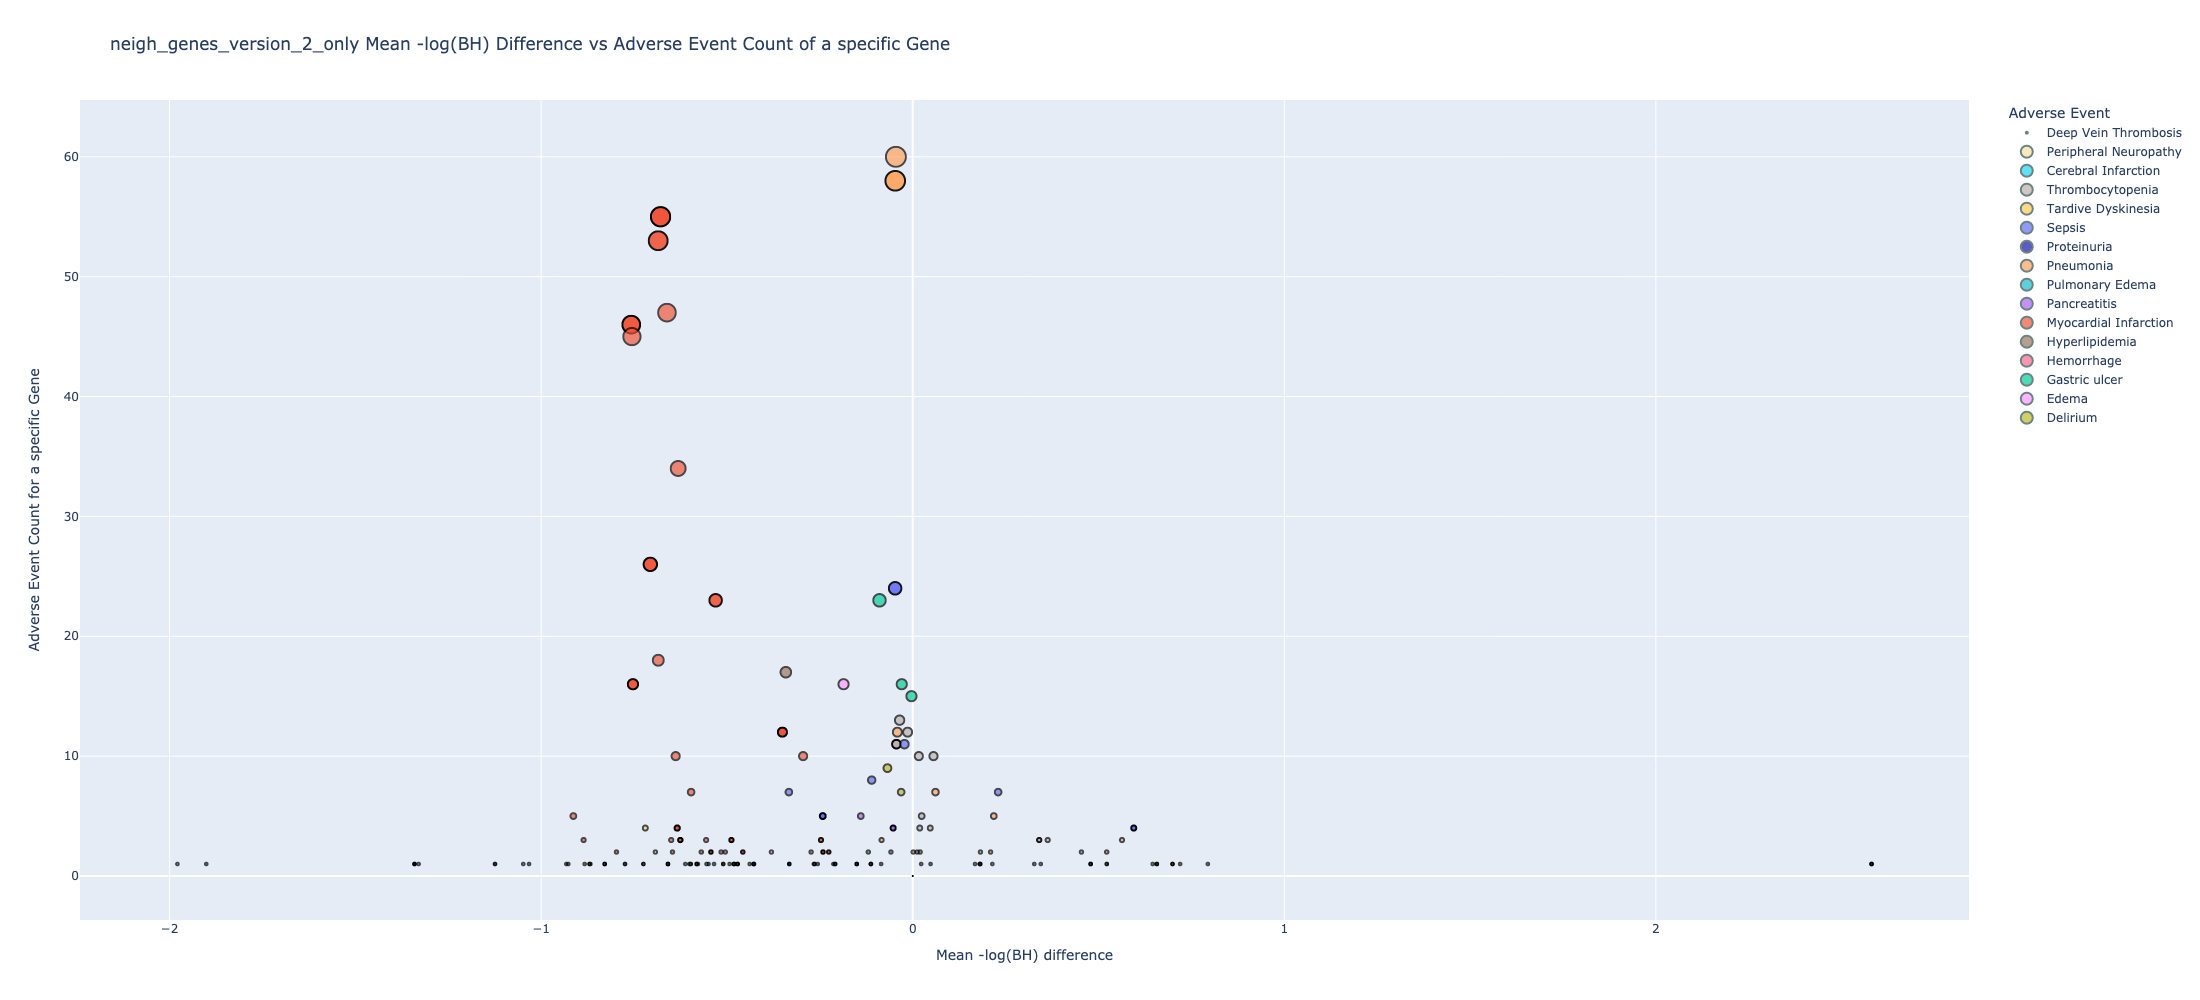 neigh_genes_version_2_only Mean -log(BH) Difference vs Adverse Event Count of a specific Gene
Adverse Event
Deep Vein Thrombosis
Peripheral Neuropathy
Cerebral Infarction
Thrombocytopenia
Tardive Dyskinesia
Sepsis
Proteinuria
Pneumonia
Pulmonary Edema
Pancreatitis
Myocardial Infarction
Hyperlipidemia
Hemorrhage
Gastric ulcer
Edema
Delirium
Adverse Event Count for a specific Gene
60
50
40
30
20
10
0
−2
−1
0
1
2
Mean -log(BH) difference